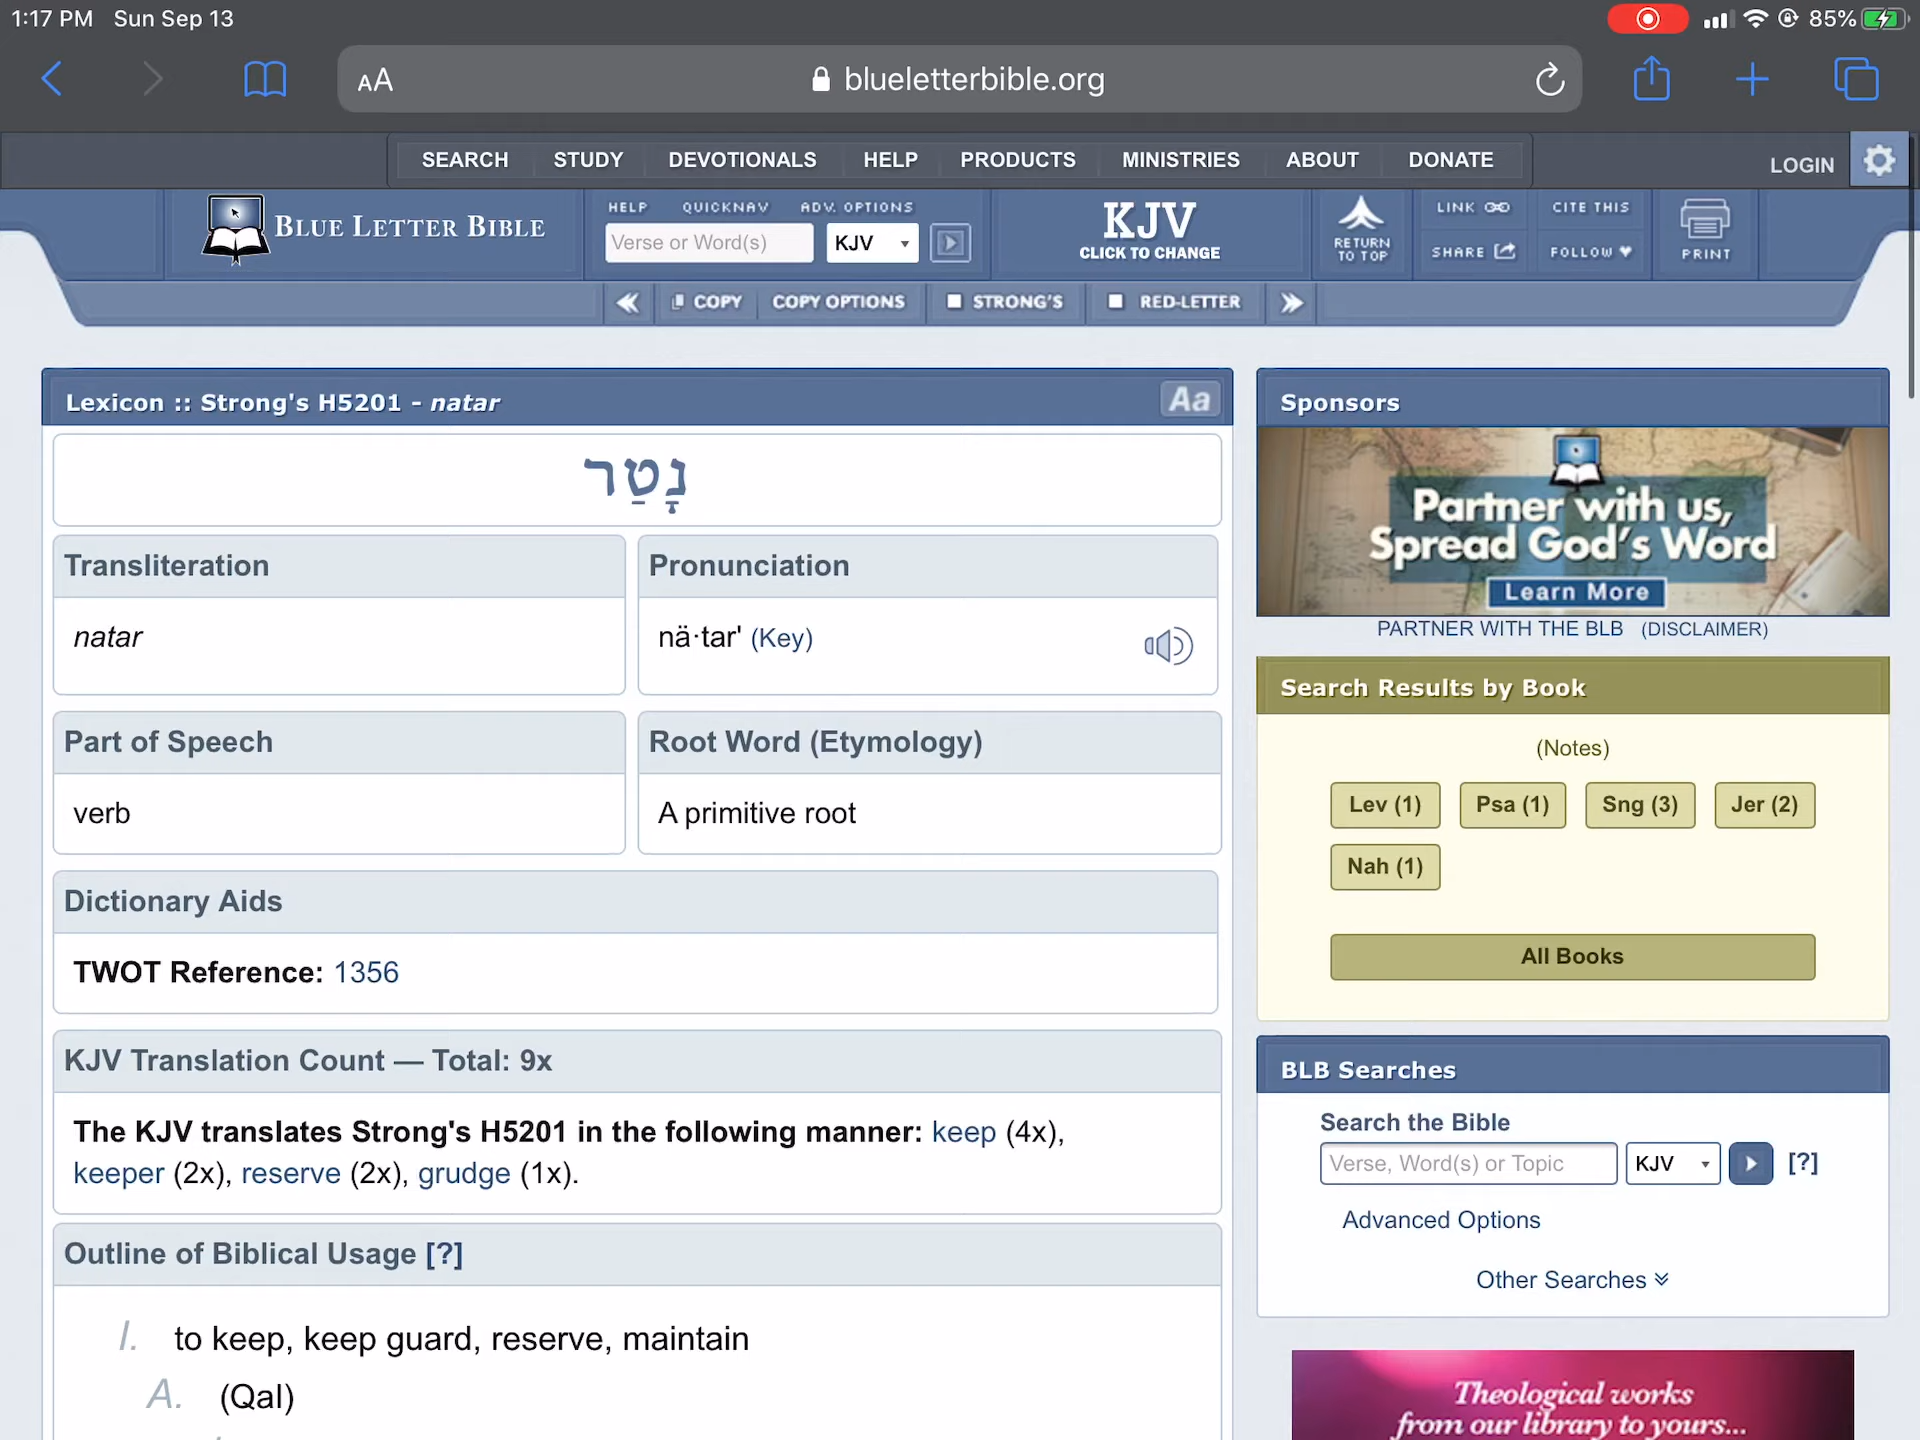 1:17 PM Sun Sep 13
85%
AA
blueletterbible.org
SEARCH STUDY DEVOTIONALS HELP PRODUCTS MINISTRIES ABOUT DONATE
LOGIN
BLUE LETTER BIBLE
HELP QUICKNAV ADV. OPTIONS
Verse or Word(s) KJV
KJV
CLICK TO CHANGE
RETURN
TO TOP
LINK
SHARE
CITE THIS
FOLLOW
PRINT
COPY COPY OPTIONS STRONG'S RED-LETTER
Lexicon :: Strong's H5201 - natar
Aa
נָטַר
Transliteration
natar
Pronunciation
nä·tar' (Key)
Part of Speech
verb
Root Word (Etymology)
A primitive root
Dictionary Aids
TWOT Reference: 1356
KJV Translation Count — Total: 9x
The KJV translates Strong's H5201 in the following manner: keep (4x),
keeper (2x), reserve (2x), grudge (1x).
Outline of Biblical Usage [?]
I. to keep, keep guard, reserve, maintain
A. (Qal)
Sponsors
Partner with us,
Spread God's Word
Learn More
PARTNER WITH THE BLB (DISCLAIMER)
Search Results by Book
(Notes)
Lev (1) Psa (1) Sng (3) Jer (2)
Nah (1)
All Books
BLB Searches
Search the Bible
Verse, Word(s) or Topic KJV [?]
Advanced Options
Other Searches
Theological works
from our library to yours...